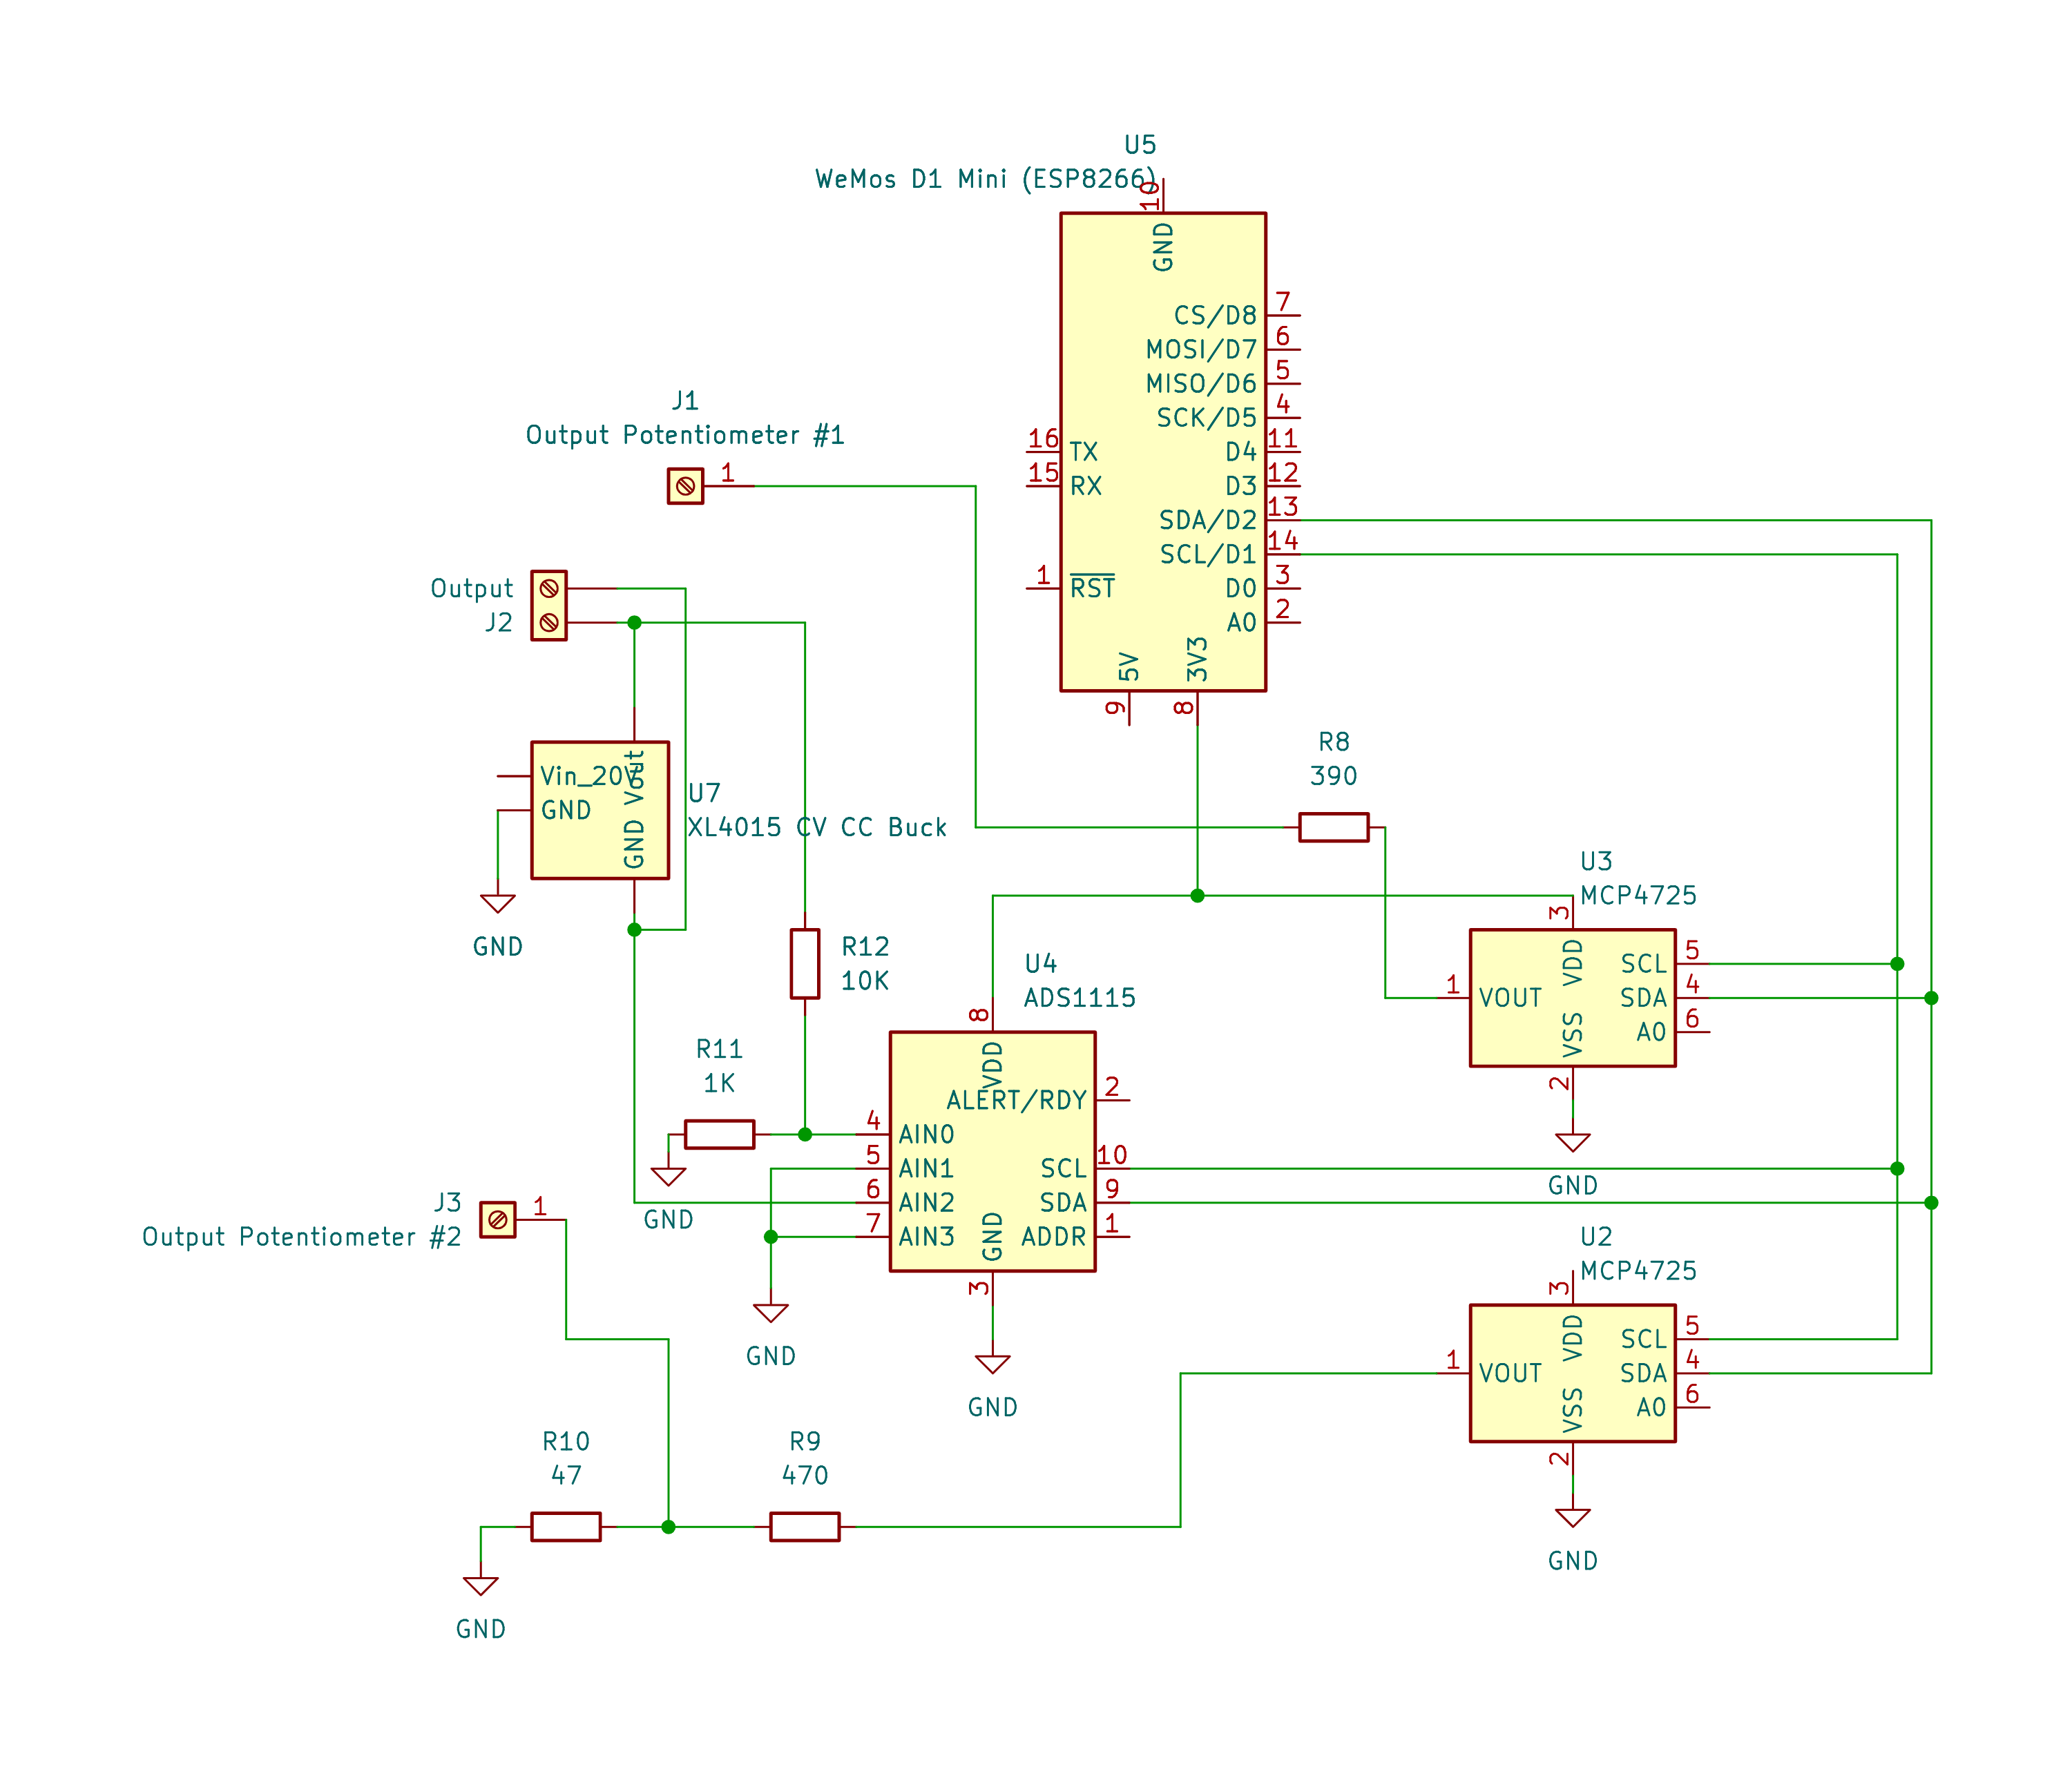 U5
WeMos D1 Mini (ESP8266)
10
GND
CS/D8 7
MOSI/D7 6
MISO/D6 5
SCK/D5 4
16 TX
D4 11
15 RX
D3 12
SDA/D2 13
SCL/D1 14
1 RST
D0 3
A0 2
5V
3V3
9
8
J1
Output Potentiometer #1
1
Output
J2
Vin_20V
GND
Vout
GND
U7
XL4015 CV CC Buck
GND
R8
390
R12
10K
R11
1K
GND
U4
ADS1115
8
VDD
ALERT/RDY 2
4 AIN0
5 AIN1
SCL 10
6 AIN2
SDA 9
7 AIN3
ADDR 1
GND
3
GND
GND
U3
MCP4725
3
VDD
SCL 5
1 VOUT
SDA 4
A0 6
VSS
2
GND
J3
Output Potentiometer #2
1
U2
MCP4725
3
VDD
SCL 5
1 VOUT
SDA 4
A0 6
VSS
2
GND
R10
47
R9
470
GND